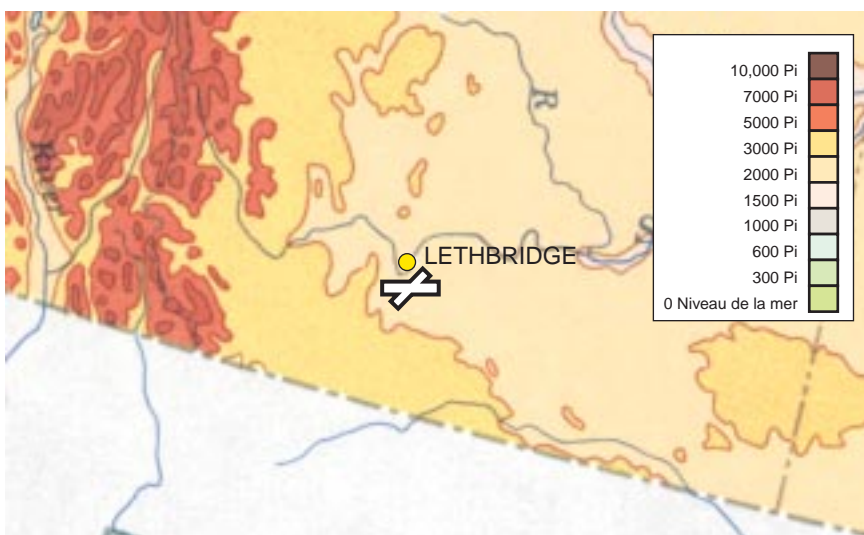 10,000 Pi
7000 Pi
5000 Pi
3000 Pi
2000 Pi
1500 Pi
1000 Pi
600 Pi
300 Pi
0 Niveau de la mer
River
R
S
LETHBRIDGE